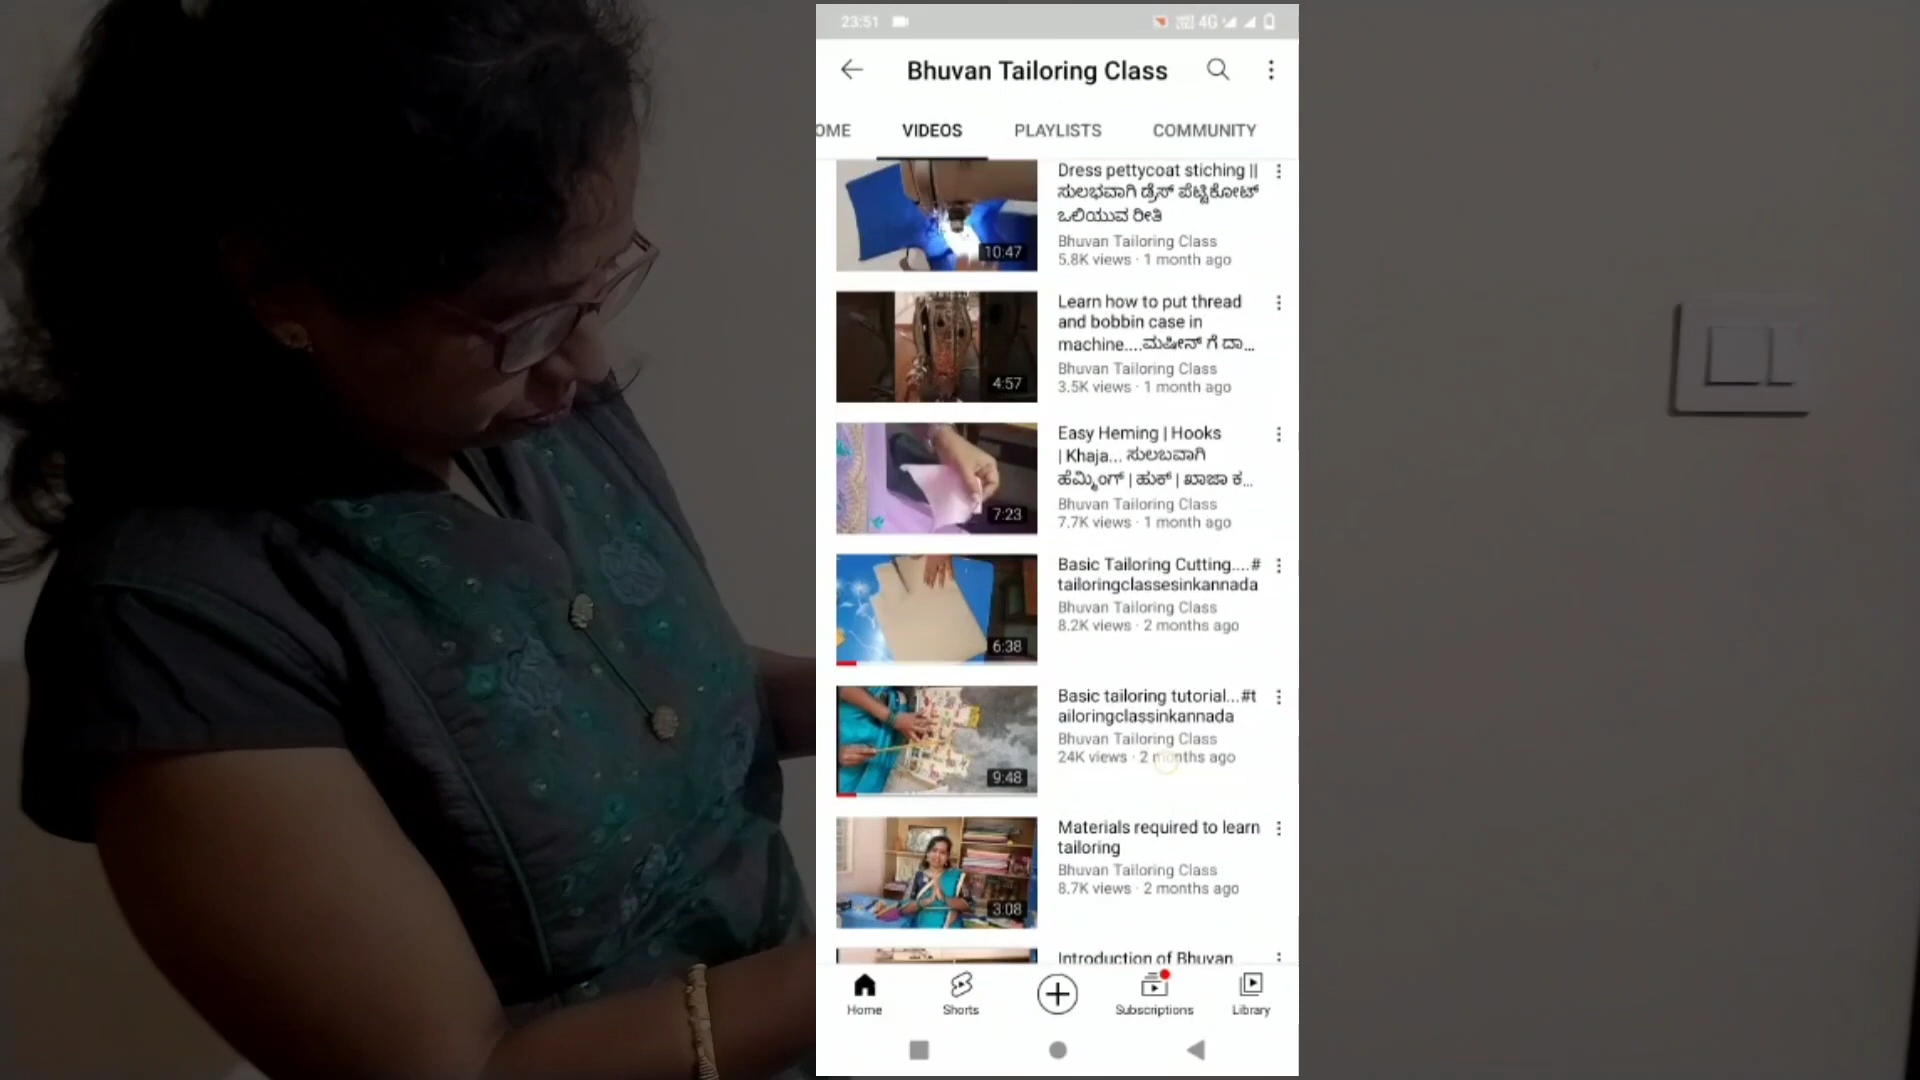 23:51
4G
Bhuvan Tailoring Class
OME VIDEOS PLAYLISTS COMMUNITY
Dress pettycoat stiching ||
ಸುಲಭವಾಗಿ ಡ್ರೆಸ್ ಪೆಟ್ಟಿಕೋಟ್
ಒಲಿಯುವ ರೀತಿ
Bhuvan Tailoring Class
5.8K views · 1 month ago
10:47
Learn how to put thread
and bobbin case in
machine....ಮಷೀನ್ ಗೆ ದಾ...
Bhuvan Tailoring Class
3.5K views · 1 month ago
4:57
Easy Heming | Hooks
| Khaja... ಸುಲಬವಾಗಿ
ಹೆಮ್ಮಿಂಗ್ | ಹುಕ್ | ಖಾಜಾ ಕ...
Bhuvan Tailoring Class
7.7K views · 1 month ago
7:23
Basic Tailoring Cutting....#
tailoringclassesinkannada
Bhuvan Tailoring Class
8.2K views · 2 months ago
6:38
Basic tailoring tutorial...#t
ailoringclassinkannada
Bhuvan Tailoring Class
24K views · 2 months ago
9:48
Materials required to learn
tailoring
Bhuvan Tailoring Class
8.7K views · 2 months ago
3:08
Introduction of Bhuvan
Home Shorts Subscriptions Library